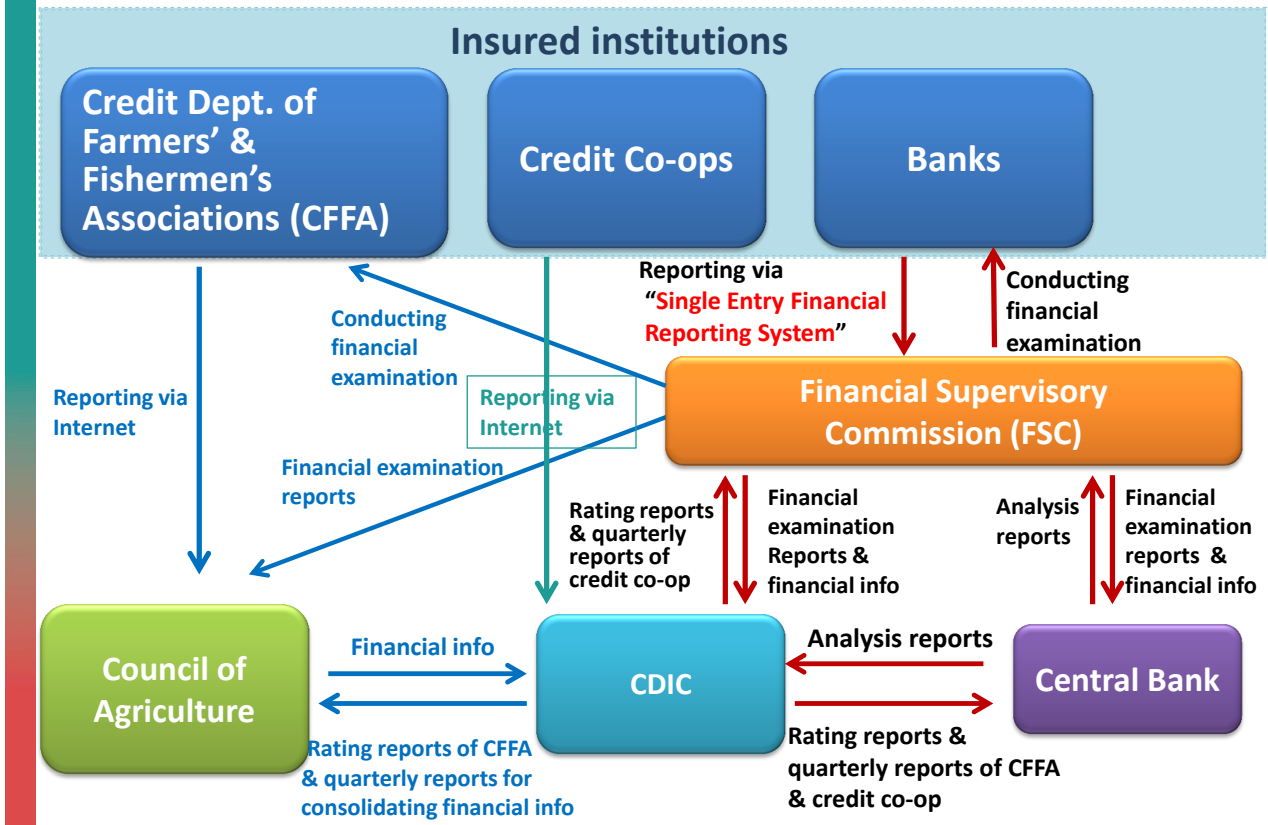 Insured institutions
Credit Dept. of
Farmers’ &
Fishermen’s
Associations (CFFA)
Credit Co-ops
Banks
Reporting via
“Single Entry Financial
Reporting System”
Conducting
financial
examination
Conducting
financial
examination
Financial Supervisory
Commission (FSC)
Reporting via
Internet
Reporting via
Internet
Financial examination
reports
Rating reports
& quarterly
reports of
credit co-op
Financial
examination
Reports &
financial info
Analysis
reports
Financial
examination
reports &
financial info
Council of
Agriculture
Financial info
CDIC
Analysis reports
Central Bank
Rating reports of CFFA
& quarterly reports for
consolidating financial info
Rating reports &
quarterly reports of CFFA
& credit co-op